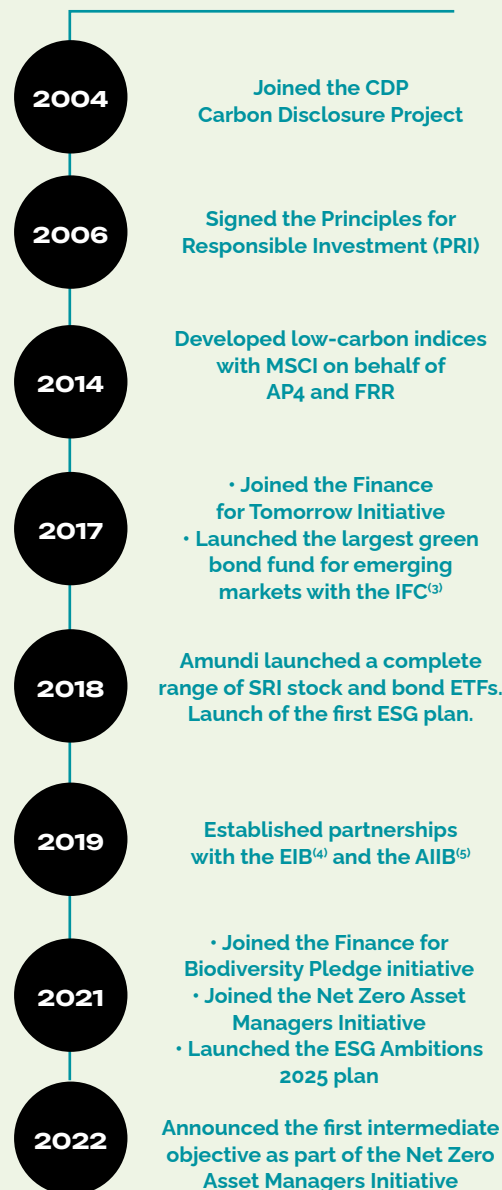 2004
Joined the CDP
Carbon Disclosure Project
2006
Signed the Principles for
Responsible Investment (PRI)
2014
Developed low-carbon indices
with MSCI on behalf of
AP4 and FRR
2017
• Joined the Finance
for Tomorrow Initiative
• Launched the largest green
bond fund for emerging
markets with the IFC(3)
2018
Amundi launched a complete
range of SRI stock and bond ETFs.
Launch of the first ESG plan.
2019
Established partnerships
with the EIB(4) and the AIIB(5)
2021
• Joined the Finance for
Biodiversity Pledge initiative
• Joined the Net Zero Asset
Managers Initiative
• Launched the ESG Ambitions
2025 plan
2022
Announced the first intermediate
objective as part of the Net Zero
Asset Managers Initiative